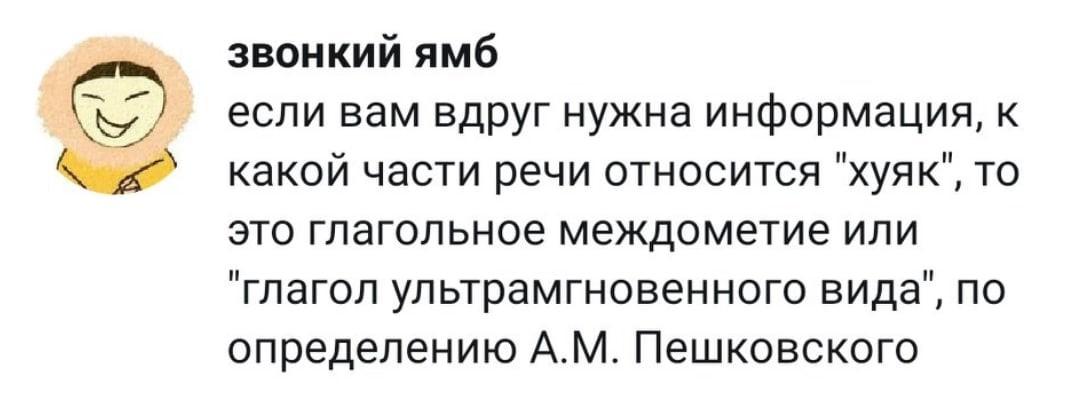 звонкий ямб
если вам вдруг нужна информация, к
какой части речи относится "хуяк", то
это глагольное междометие или
"глагол ультрамгновенного вида", по
определению А.М. Пешковского